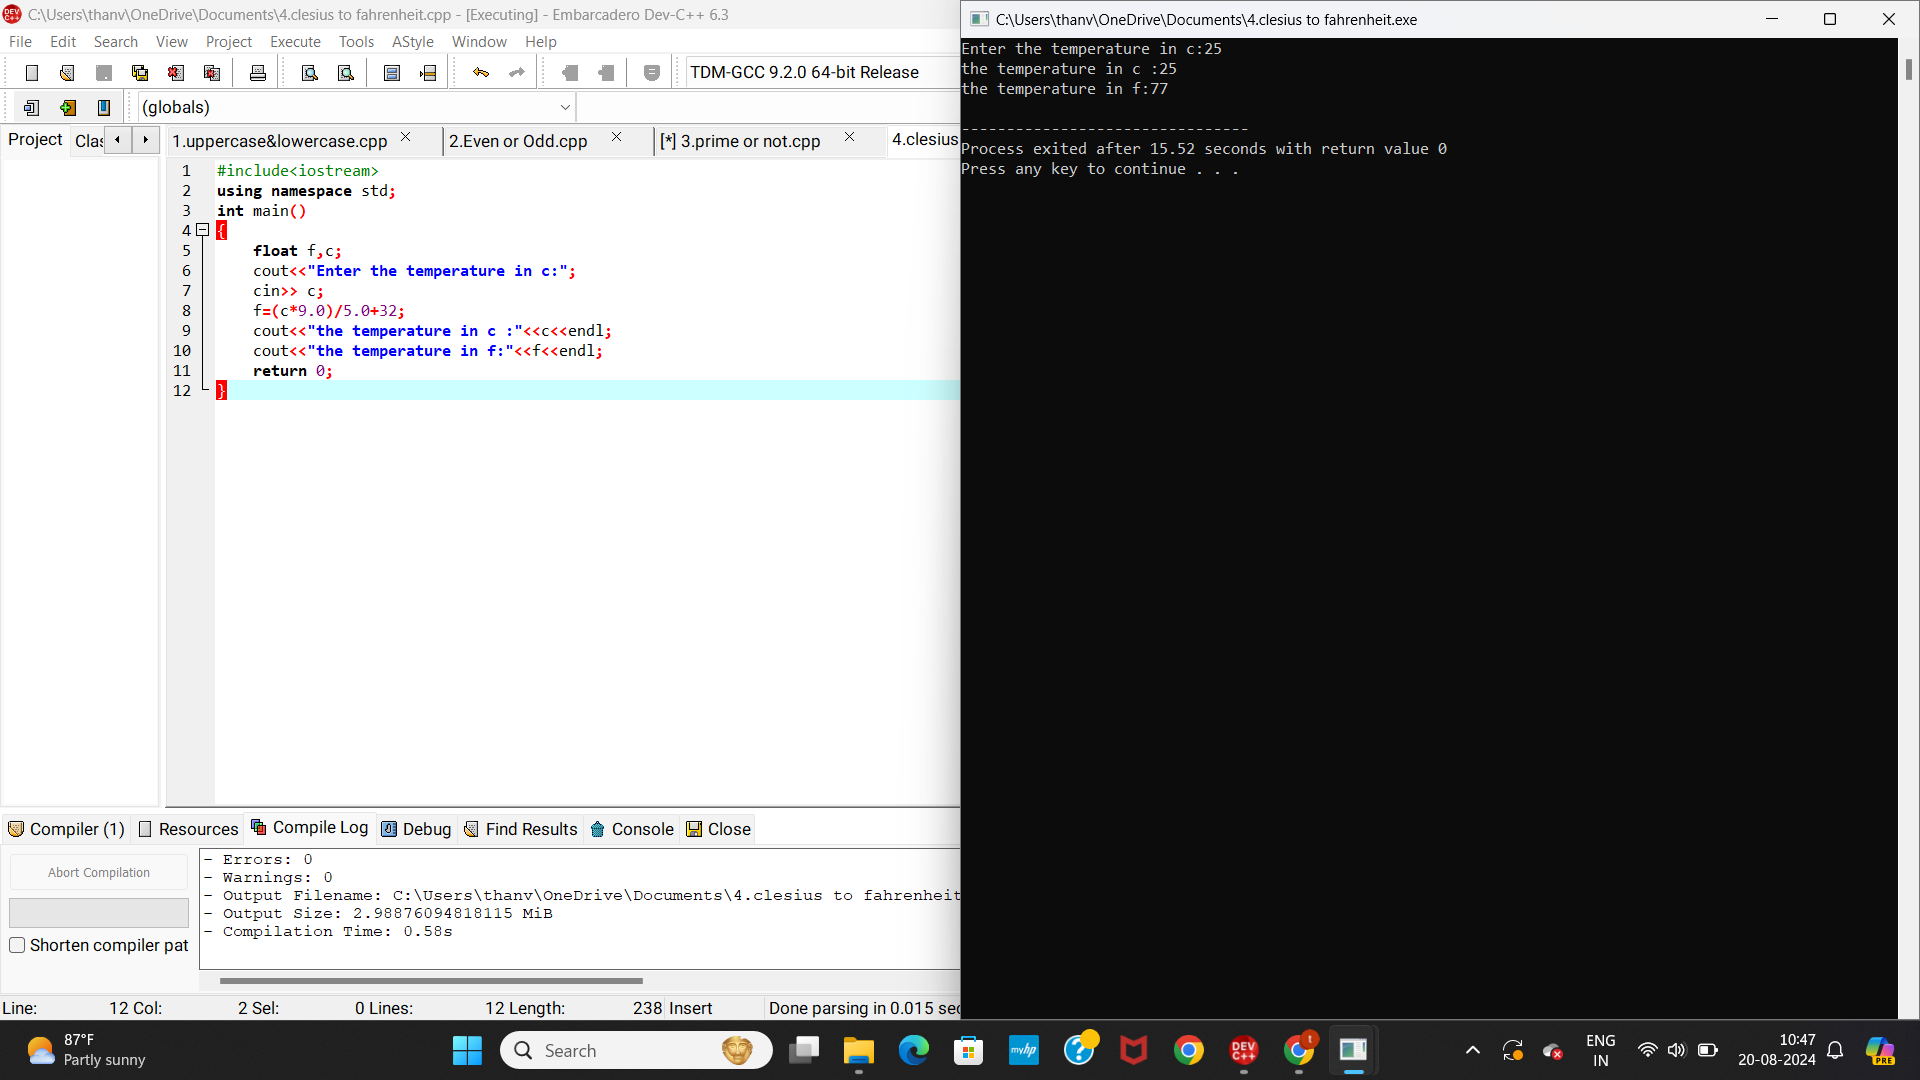 C:\Users\thanv\OneDrive\Documents\4.clesius to fahrenheit.cpp - [Executing] - Embarcadero Dev-C++ 6.3
File Edit Search View Project Execute Tools AStyle Window Help
TDM-GCC 9.2.0 64-bit Release
(globals)
Project Clas 1.uppercase&lowercase.cpp 2.Even or Odd.cpp [*] 3.prime or not.cpp 4.clesius
1 #include<iostream>
2 using namespace std;
3 int main()
4 {
5 float f,c;
6 cout<<"Enter the temperature in c:";
7 cin>> c;
8 f=(c*9.0)/5.0+32;
9 cout<<"the temperature in c :"<<c<<endl;
10 cout<<"the temperature in f:"<<f<<endl;
11 return 0;
12 }
Compiler (1) Resources Compile Log Debug Find Results Console Close
Abort Compilation
Shorten compiler pat
- Errors: 0
- Warnings: 0
- Output Filename: C:\Users\thanv\OneDrive\Documents\4.clesius to fahrenheit
- Output Size: 2.98876094818115 MiB
- Compilation Time: 0.58s
Line: 12 Col: 2 Sel: 0 Lines: 12 Length: 238 Insert Done parsing in 0.015 sec
C:\Users\thanv\OneDrive\Documents\4.clesius to fahrenheit.exe
Enter the temperature in c:25
the temperature in c :25
the temperature in f:77
--------------------------------
Process exited after 15.52 seconds with return value 0
Press any key to continue . . .
87°F
Partly sunny
Search
myhp
DEV C++
t
ENG
IN
10:47
20-08-2024
PRE